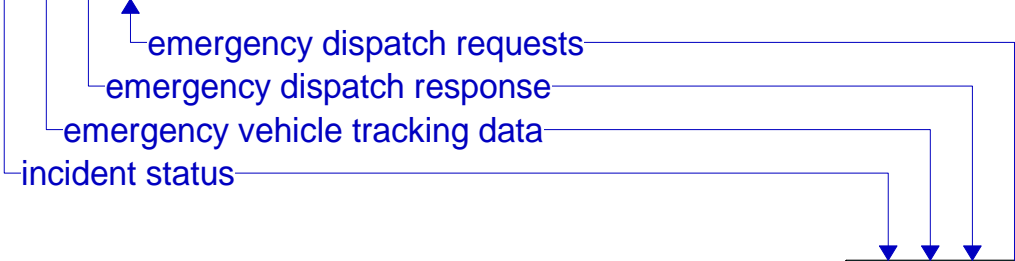 emergency dispatch requests
emergency dispatch response
emergency vehicle tracking data
incident status